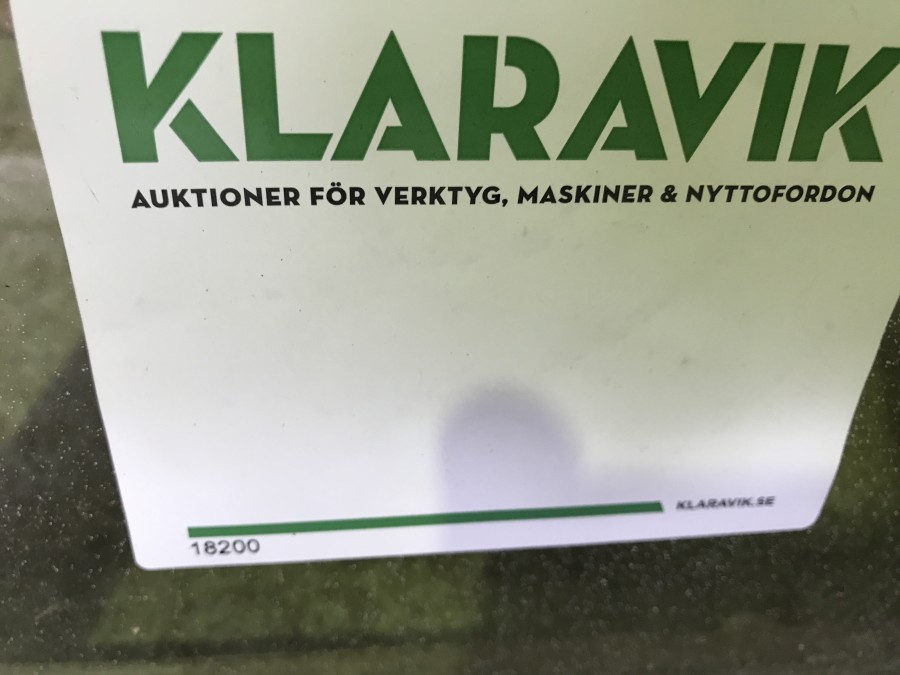 KLARAVIK
AUKTIONER FÖR VERKTYG, MASKINER & NYTTOFORDON
KLARAVIK.SE
18200